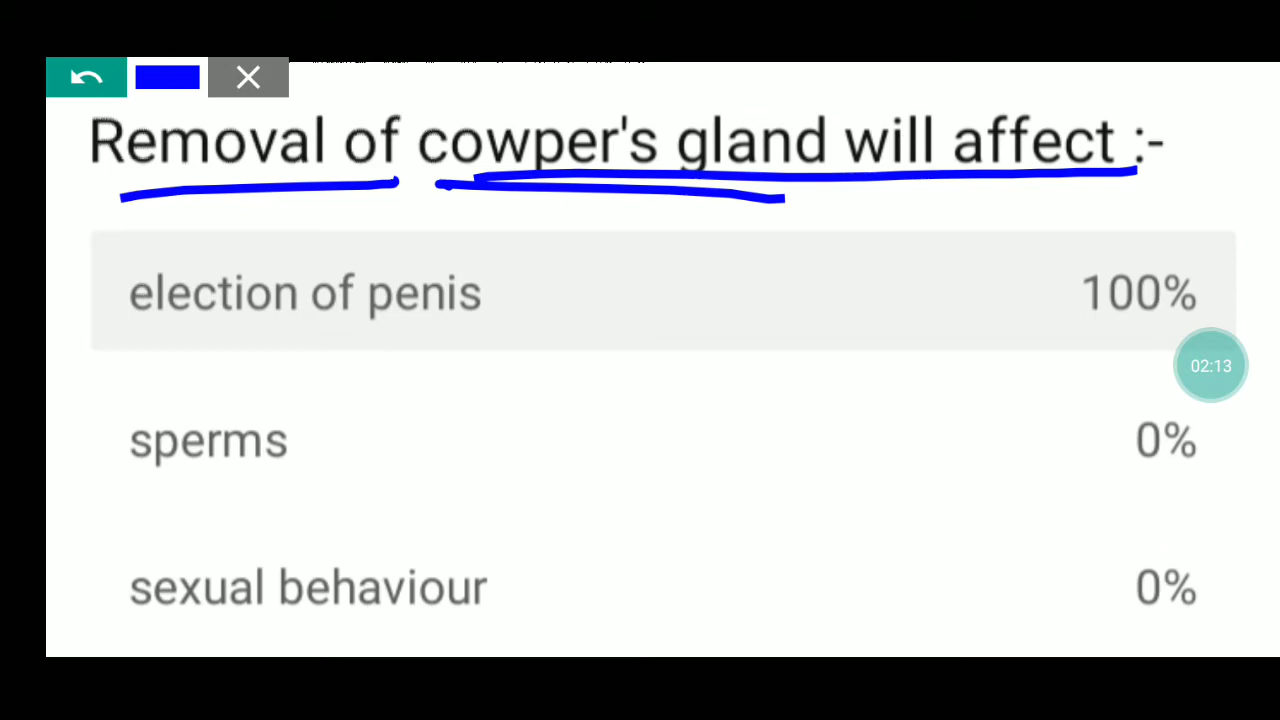 Removal of cowper's gland will affect :-
election of penis 100%
02:13
sperms 0%
sexual behaviour 0%